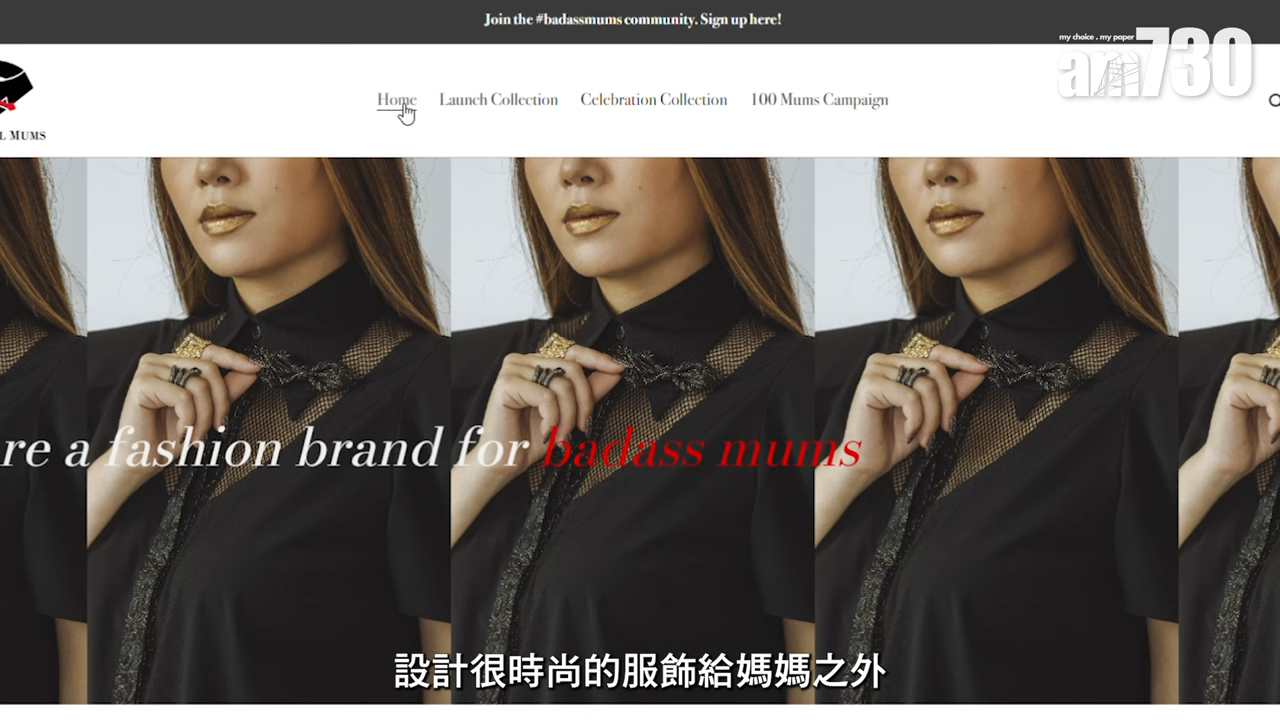 Join the #badassmums community. Sign up here!
my choice . my paper
am730
Home Launch Collection Celebration Collection 100 Mums Campaign
L MUMS
re a fashion brand for badass mums
設計很時尚的服飾給媽媽之外